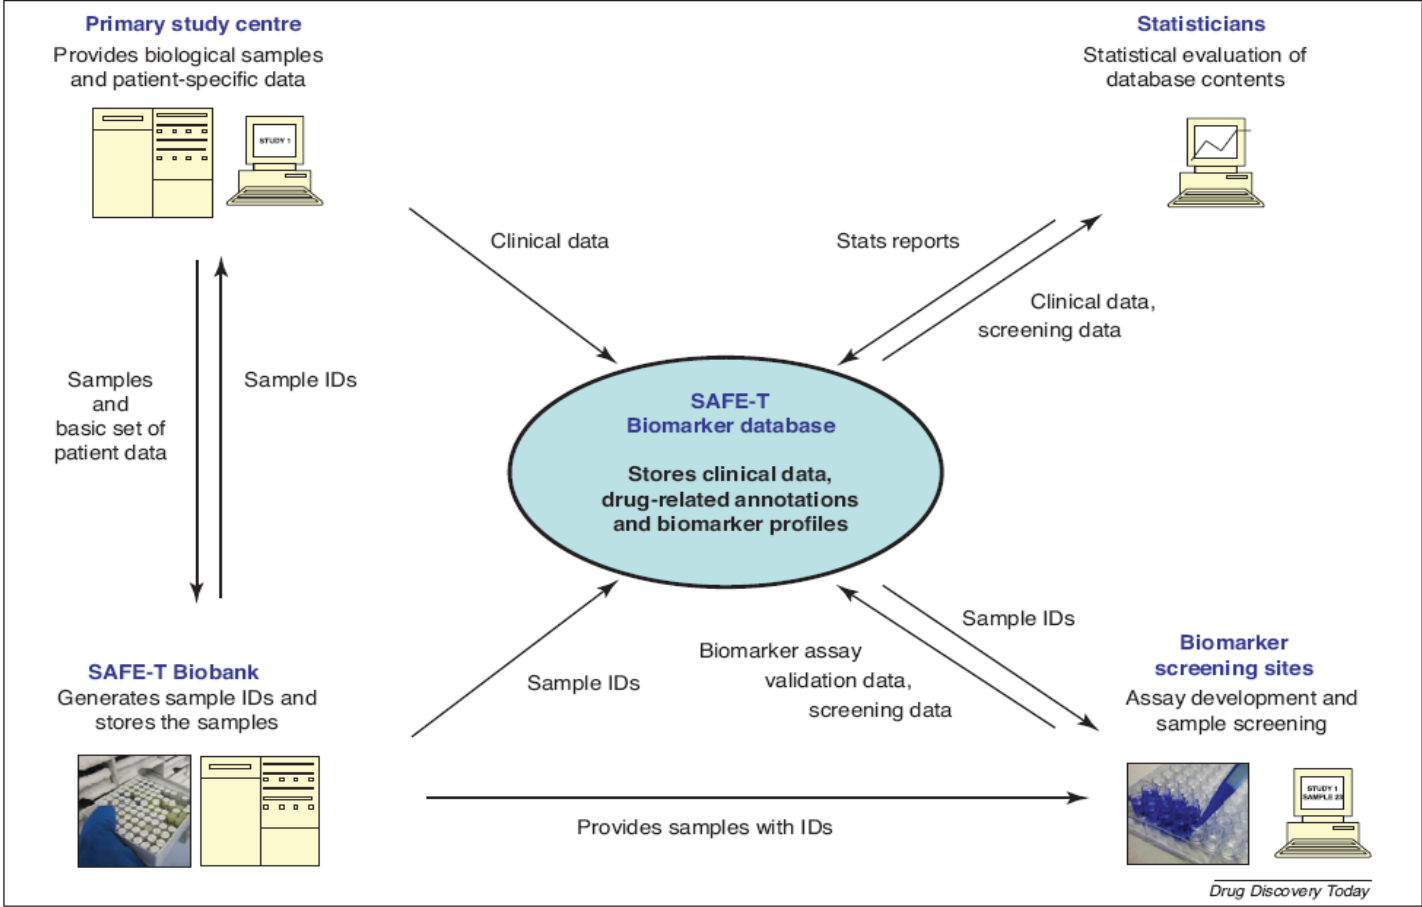 Primary study centre
Provides biological samples
and patient-specific data
STUDY 1
Statisticians
Statistical evaluation of
database contents
Clinical data
Stats reports
Clinical data,
screening data
Samples
and
basic set of
patient data
Sample IDs
SAFE-T
Biomarker database
Stores clinical data,
drug-related annotations
and biomarker profiles
SAFE-T Biobank
Generates sample IDs and
stores the samples
Sample IDs
Biomarker assay
validation data,
screening data
Sample IDs
Biomarker
screening sites
Assay development and
sample screening
STUDY 1
SAMPLE 23
Provides samples with IDs
Drug Discovery Today